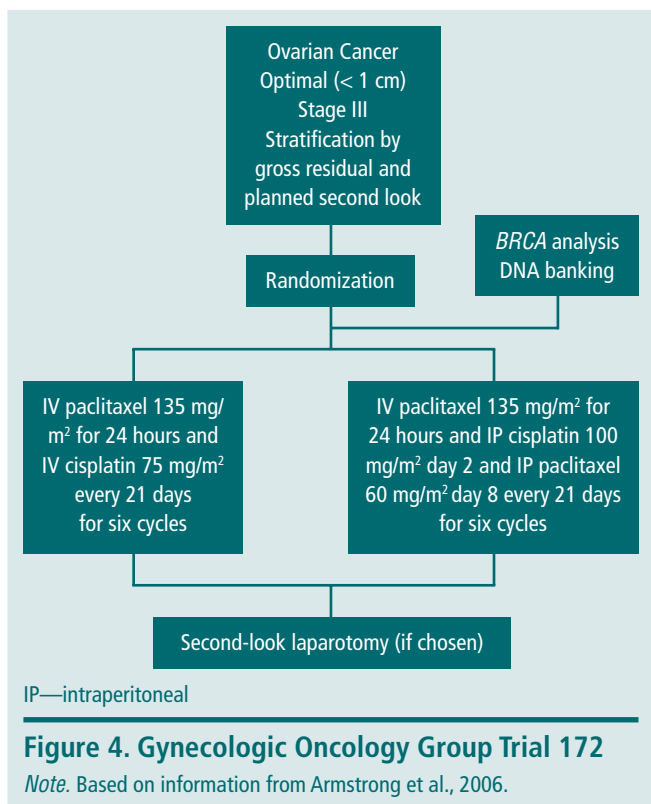 Ovarian Cancer
Optimal (< 1 cm)
Stage III
Stratification by
gross residual and
planned second look
BRCA analysis
DNA banking
Randomization
IV paclitaxel 135 mg/
m² for 24 hours and
IV cisplatin 75 mg/m²
every 21 days
for six cycles
IV paclitaxel 135 mg/m² for
24 hours and IP cisplatin 100
mg/m² day 2 and IP paclitaxel
60 mg/m² day 8 every 21 days
for six cycles
Second-look laparotomy (if chosen)
IP—intraperitoneal
Figure 4. Gynecologic Oncology Group Trial 172
Note. Based on information from Armstrong et al., 2006.